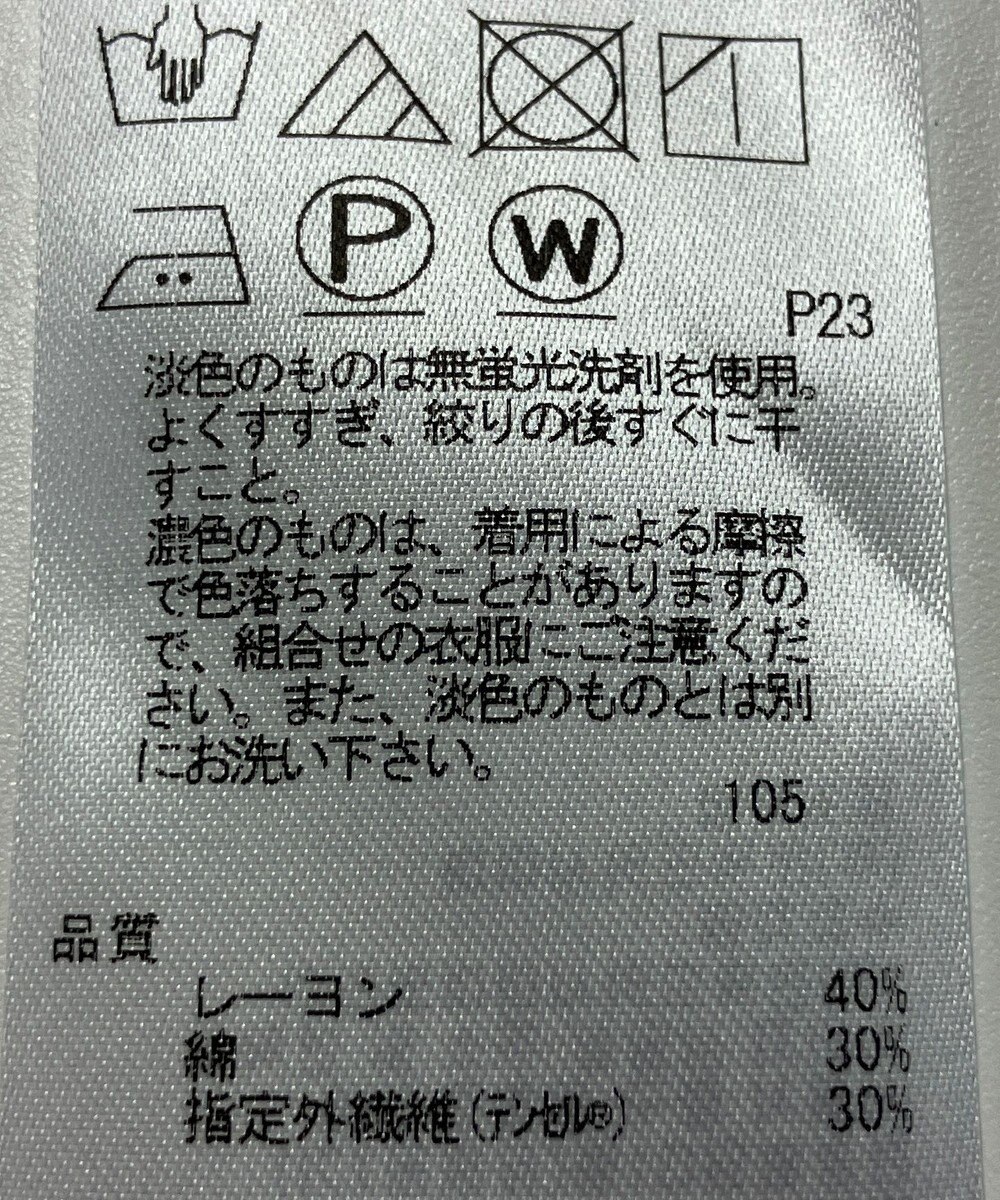 P
W
P23
淡色のものは無蛍光洗剤を使用。
よくすすぎ、絞りの後すぐに干
すこと。
濃色のものは、着用による摩擦
で色落ちすることがありますの
で、組合せの衣服にご注意くだ
さい。また、淡色のものとは別
にお洗い下さい。
105
品質
レーヨン 40%
綿 30%
指定外繊維(テンセル®) 30%